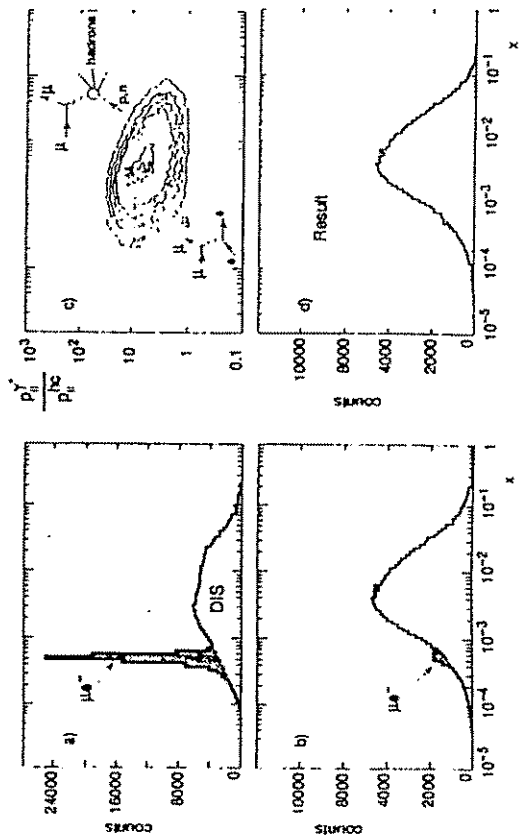 a)
24000
16000
8000
0
counts
μe⁻
DIS
b)
10000
8000
6000
4000
2000
0
counts
μe⁻
10⁻⁵ 10⁻⁴ 10⁻³ 10⁻² 10⁻¹ 1
x
c)
p∥^γ*
p∥^hc
10³
10
1
0.1
μ
hadrons
p,n
μ
d)
10000
8000
6000
4000
2000
0
counts
Result
10⁻⁵ 10⁻⁴ 10⁻³ 10⁻² 10⁻¹ 1
x